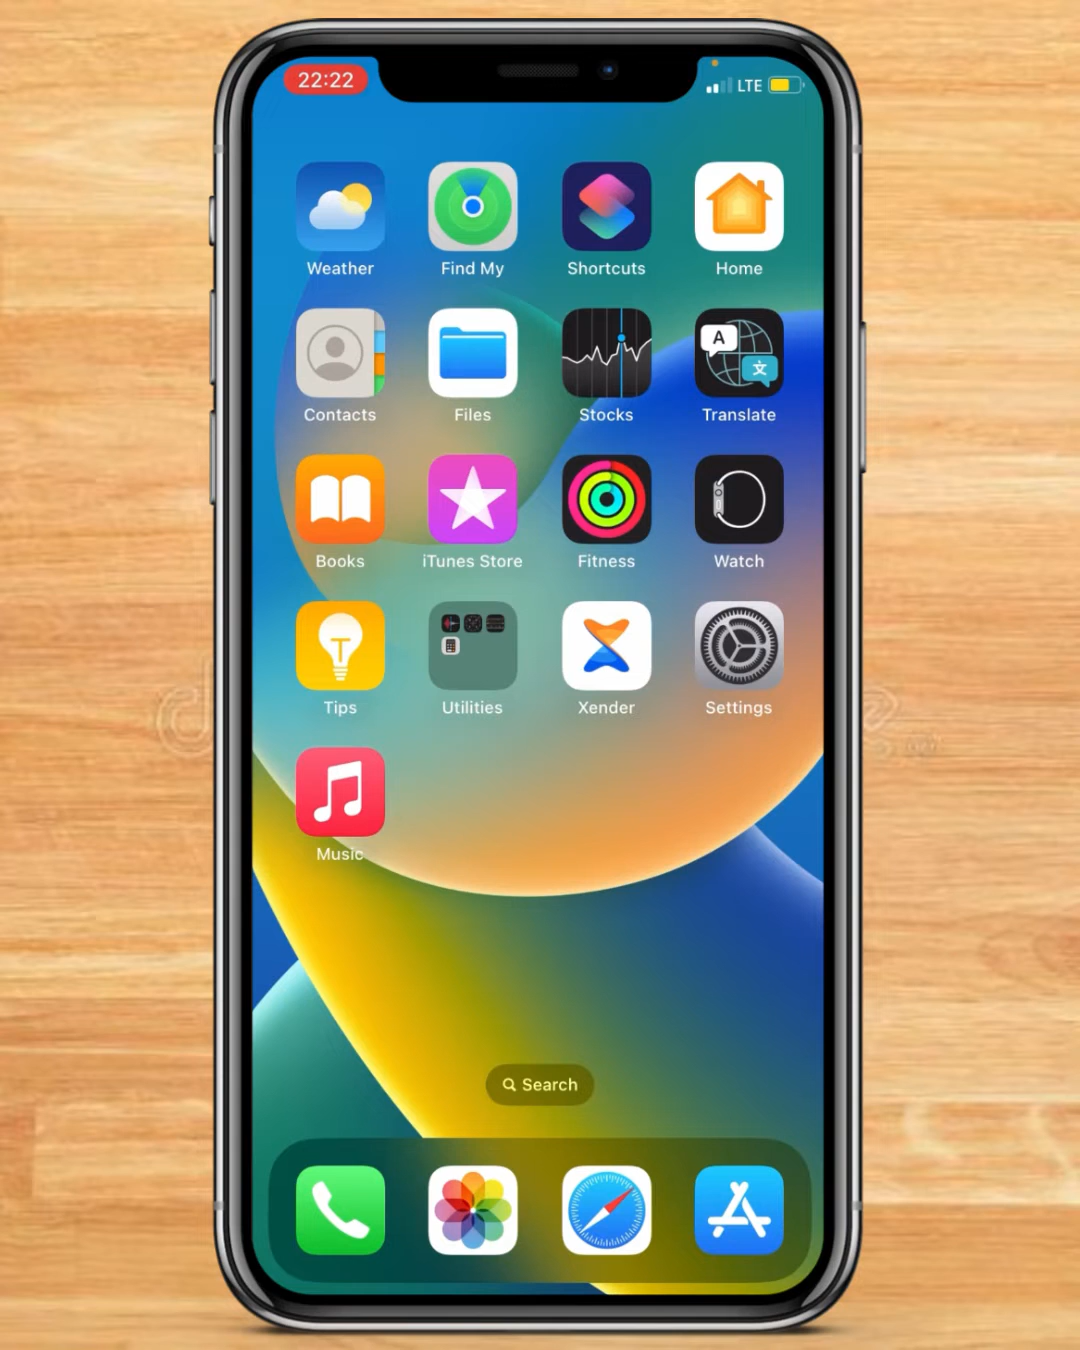 22:22
LTE
Weather
Find My
Shortcuts
Home
A
文
Contacts
Files
Stocks
Translate
Books
iTunes Store
Fitness
Watch
Tips
Utilities
Xender
Settings
Music
Search